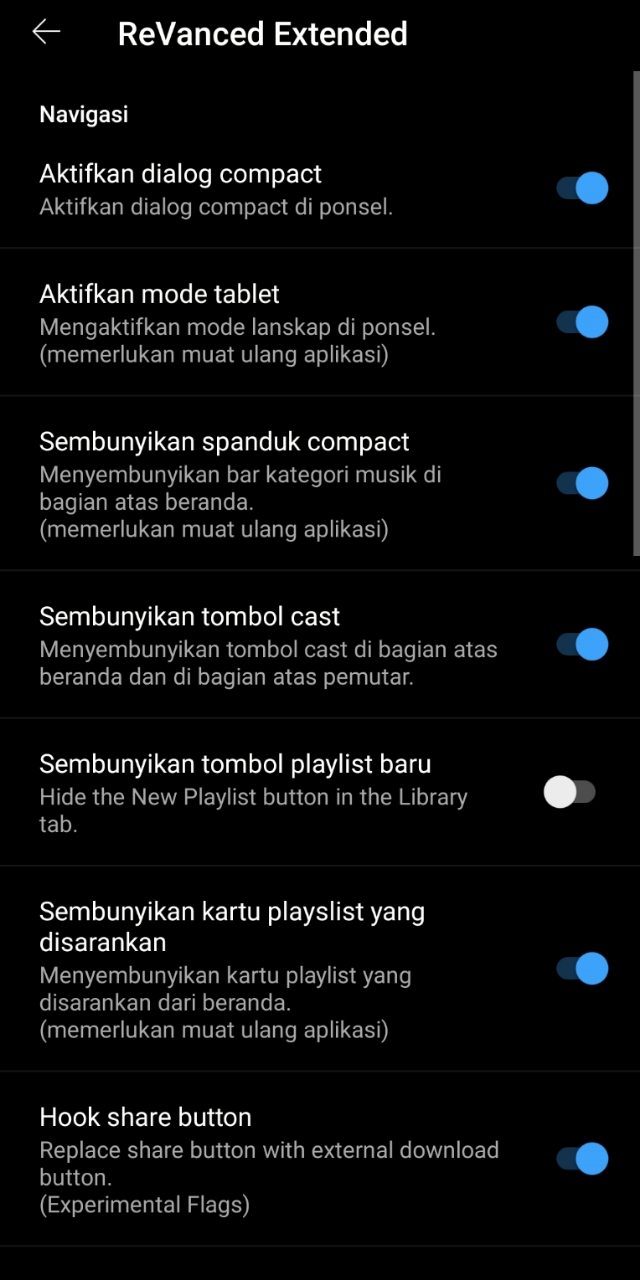 ReVanced Extended
Navigasi
Aktifkan dialog compact
Aktifkan dialog compact di ponsel.
Aktifkan mode tablet
Mengaktifkan mode lanskap di ponsel.
(memerlukan muat ulang aplikasi)
Sembunyikan spanduk compact
Menyembunyikan bar kategori musik di
bagian atas beranda.
(memerlukan muat ulang aplikasi)
Sembunyikan tombol cast
Menyembunyikan tombol cast di bagian atas
beranda dan di bagian atas pemutar.
Sembunyikan tombol playlist baru
Hide the New Playlist button in the Library
tab.
Sembunyikan kartu playslist yang
disarankan
Menyembunyikan kartu playlist yang
disarankan dari beranda.
(memerlukan muat ulang aplikasi)
Hook share button
Replace share button with external download
button.
(Experimental Flags)